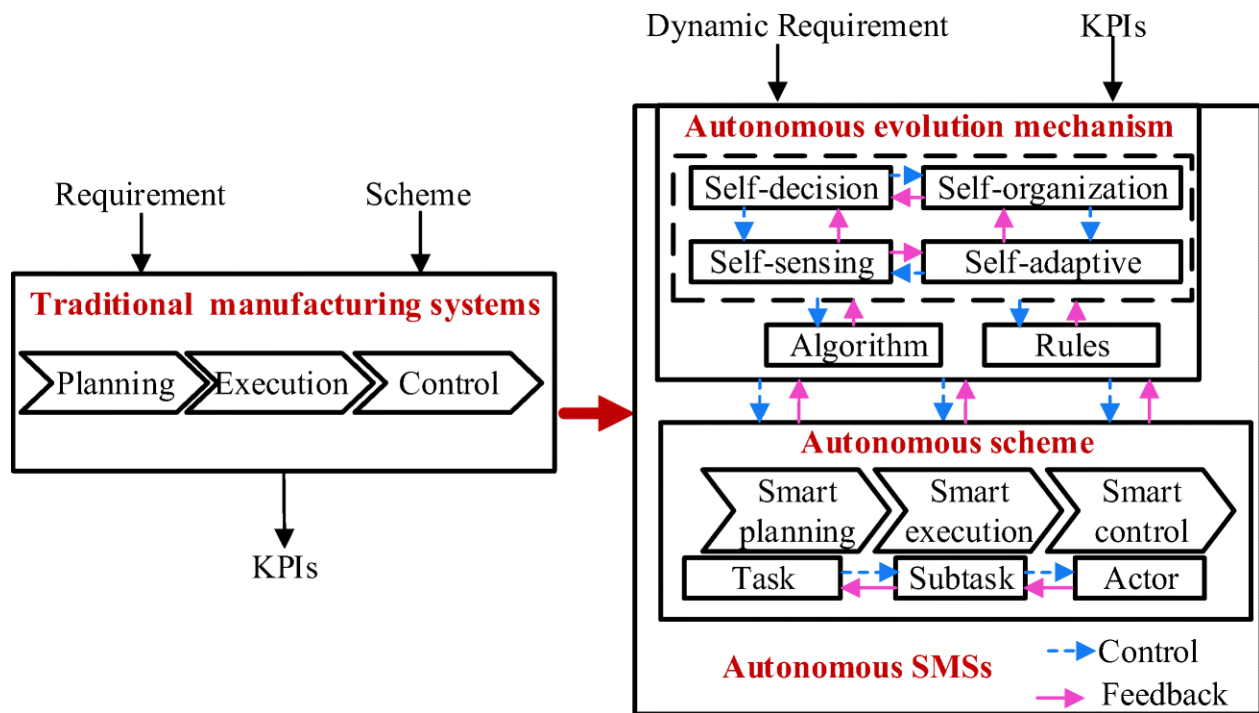 Requirement
Scheme
Traditional manufacturing systems
Planning
Execution
Control
KPIs
Dynamic Requirement
KPIs
Autonomous evolution mechanism
Self-decision
Self-organization
Self-sensing
Self-adaptive
Algorithm
Rules
Autonomous scheme
Smart
planning
Smart
execution
Smart
control
Task
Subtask
Actor
Autonomous SMSs
Control
Feedback